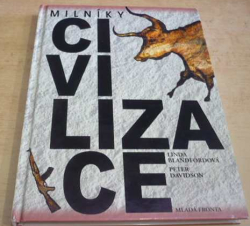 MILNÍKY
CI
VI
LIZA
CE
LINDA
BLANDFORDOVÁ
PETER
DAVIDSON
MLADÁ FRONTA